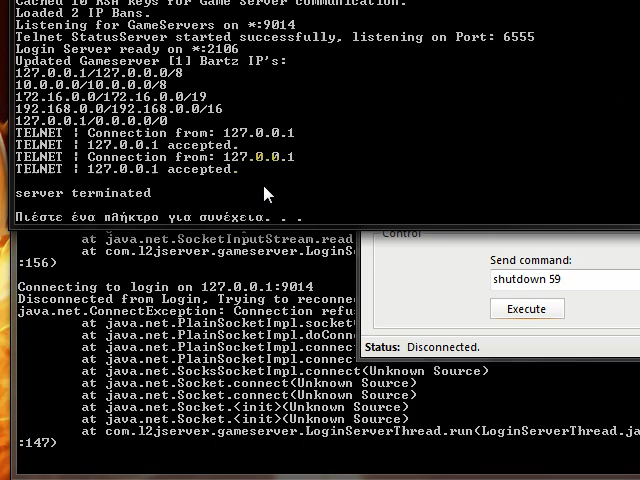 Cached 10 RSA keys for Game Server communication.
Loaded 2 IP Bans.
Listening for GameServers on *:9014
Telnet StatusServer started successfully, listening on Port: 6555
Login Server ready on *:2106
Updated Gameserver [1] Bartz IP's:
127.0.0.1/127.0.0.0/8
10.0.0.0/10.0.0.0/8
172.16.0.0/172.16.0.0/19
192.168.0.0/192.168.0.0/16
127.0.0.1/0.0.0.0/0
TELNET | Connection from: 127.0.0.1
TELNET | 127.0.0.1 accepted.
TELNET | Connection from: 127.0.0.1
TELNET | 127.0.0.1 accepted.
server terminated
Πιέστε ένα πλήκτρο για συνέχεια. . .
at java.net.SocketInputStream.read
at com.l2jserver.gameserver.LoginS
:156)
Connecting to login on 127.0.0.1:9014
Disconnected from Login, Trying to reconne
java.net.ConnectException: Connection refu
at java.net.PlainSocketImpl.socket
at java.net.PlainSocketImpl.doConn
at java.net.PlainSocketImpl.connec
at java.net.PlainSocketImpl.connec
at java.net.SocksSocketImpl.connect(Unknown Source)
at java.net.Socket.connect(Unknown Source)
at java.net.Socket.connect(Unknown Source)
at java.net.Socket.<init>(Unknown Source)
at java.net.Socket.<init>(Unknown Source)
at com.l2jserver.gameserver.LoginServerThread.run(LoginServerThread.ja
:147)
Control
Send command:
shutdown 59
Execute
Status: Disconnected.